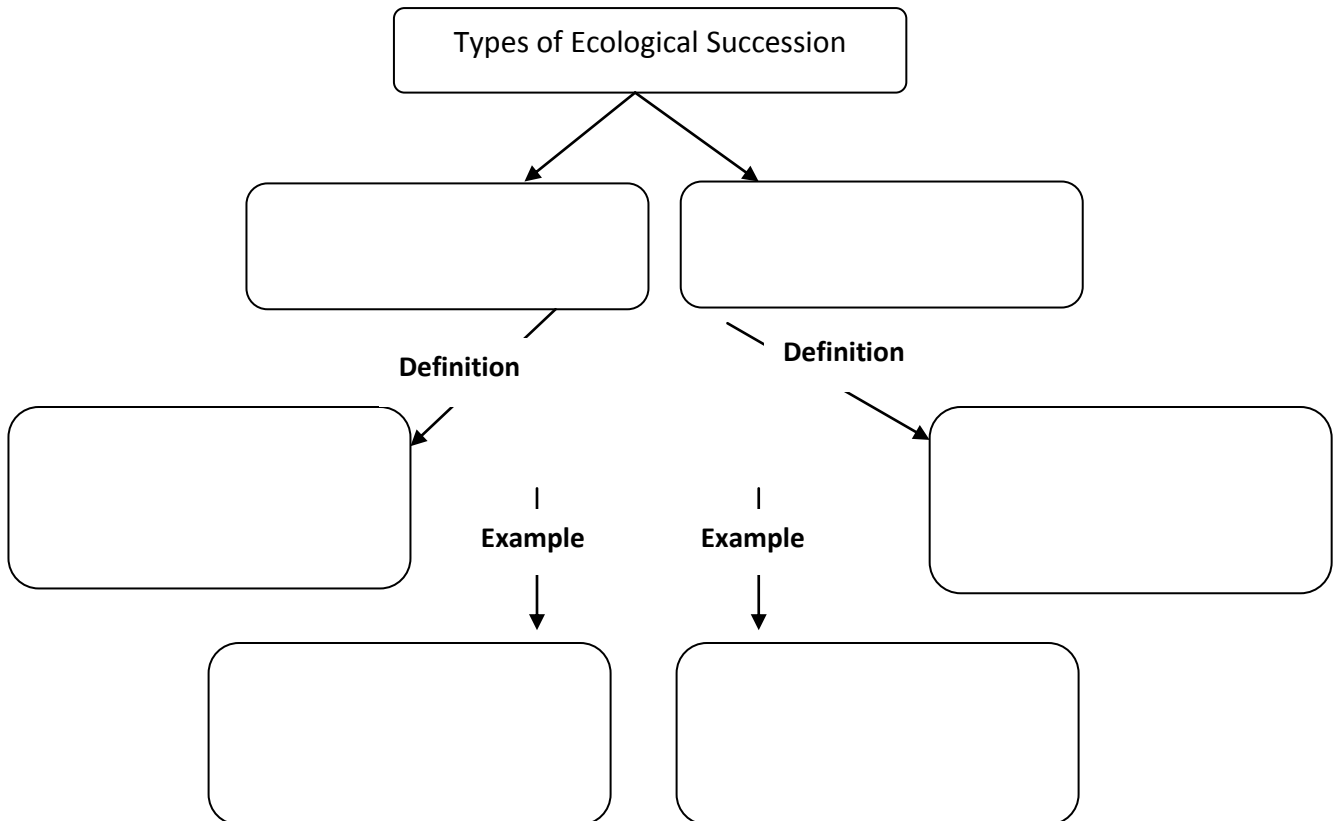 Types of Ecological Succession
Definition
Definition
Example
Example